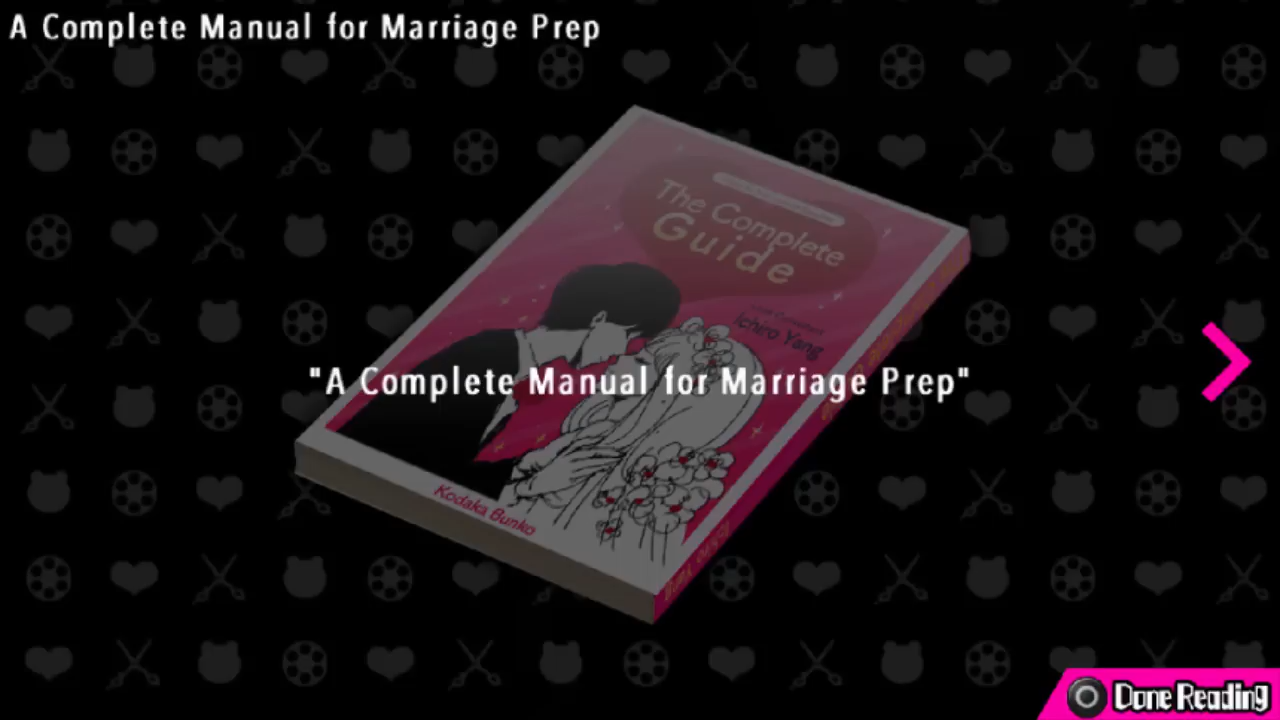 A Complete Manual for Marriage Prep
The Complete
Guide
Ichiro Yang
"A Complete Manual for Marriage Prep"
Kodaka Bunko
Done Reading